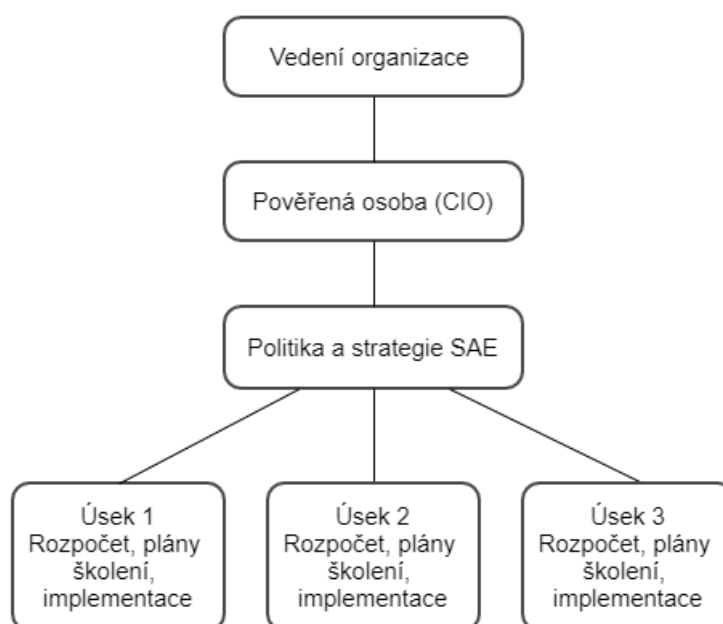 Vedení organizace
Pověřená osoba (CIO)
Politika a strategie SAE
Úsek 1
Rozpočet, plány
školení,
implementace
Úsek 2
Rozpočet, plány
školení,
implementace
Úsek 3
Rozpočet, plány
školení,
implementace